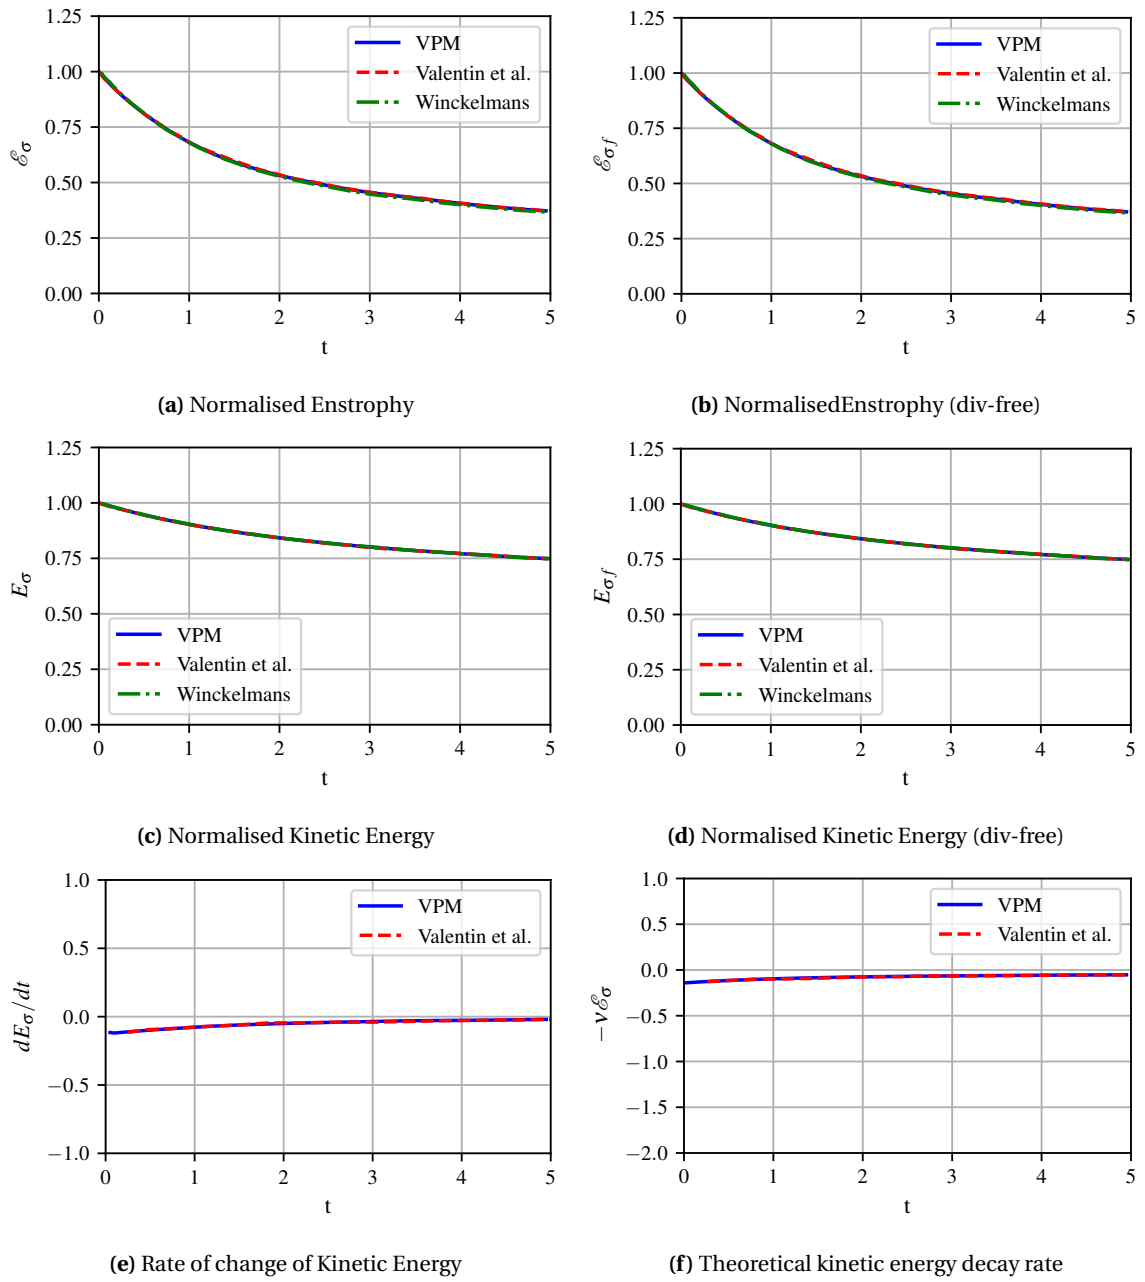 1.25
1.00
0.75
0.50
0.25
0.00
ℰσ
VPM
Valentin et al.
Winckelmans
0 1 2 3 4 5
t
(a) Normalised Enstrophy
1.25
1.00
0.75
0.50
0.25
0.00
ℰσf
VPM
Valentin et al.
Winckelmans
0 1 2 3 4 5
t
(b) NormalisedEnstrophy (div-free)
1.25
1.00
0.75
0.50
0.25
0.00
Eσ
VPM
Valentin et al.
Winckelmans
0 1 2 3 4 5
t
(c) Normalised Kinetic Energy
1.25
1.00
0.75
0.50
0.25
0.00
Eσf
VPM
Valentin et al.
Winckelmans
0 1 2 3 4 5
t
(d) Normalised Kinetic Energy (div-free)
1.0
0.5
0.0
−0.5
−1.0
dEσ/dt
VPM
Valentin et al.
0 1 2 3 4 5
t
(e) Rate of change of Kinetic Energy
1.0
0.5
0.0
−0.5
−1.0
−1.5
−2.0
−νℰσ
VPM
Valentin et al.
0 1 2 3 4 5
t
(f) Theoretical kinetic energy decay rate